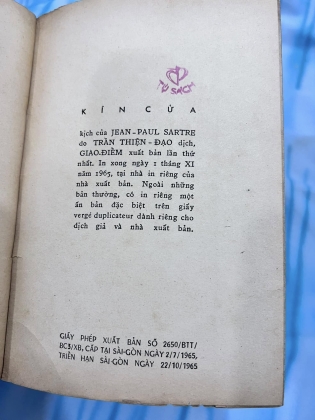 TỦ SÁCH
KÍN CỬA
kịch của JEAN-PAUL SARTRE
do TRẦN THIỆN-ĐẠO dịch,
GIAO.ĐIỂM xuất bản lần thứ
nhất. In xong ngày 1 tháng XI
năm 1965, tại nhà in riêng của
nhà xuất bản. Ngoài những
bản thường, có in riêng một
ấn bản đặc biệt trên giấy
vergé duplicateur dành riêng cho
dịch giả và nhà xuất bản.
GIẤY PHÉP XUẤT BẢN SỐ 2650/BTT/
BC3/XB. CẤP TẠI SÀI-GÒN NGÀY 2/7/1965,
TRIỂN HẠN SÀI-GÒN NGÀY 22/10/1965